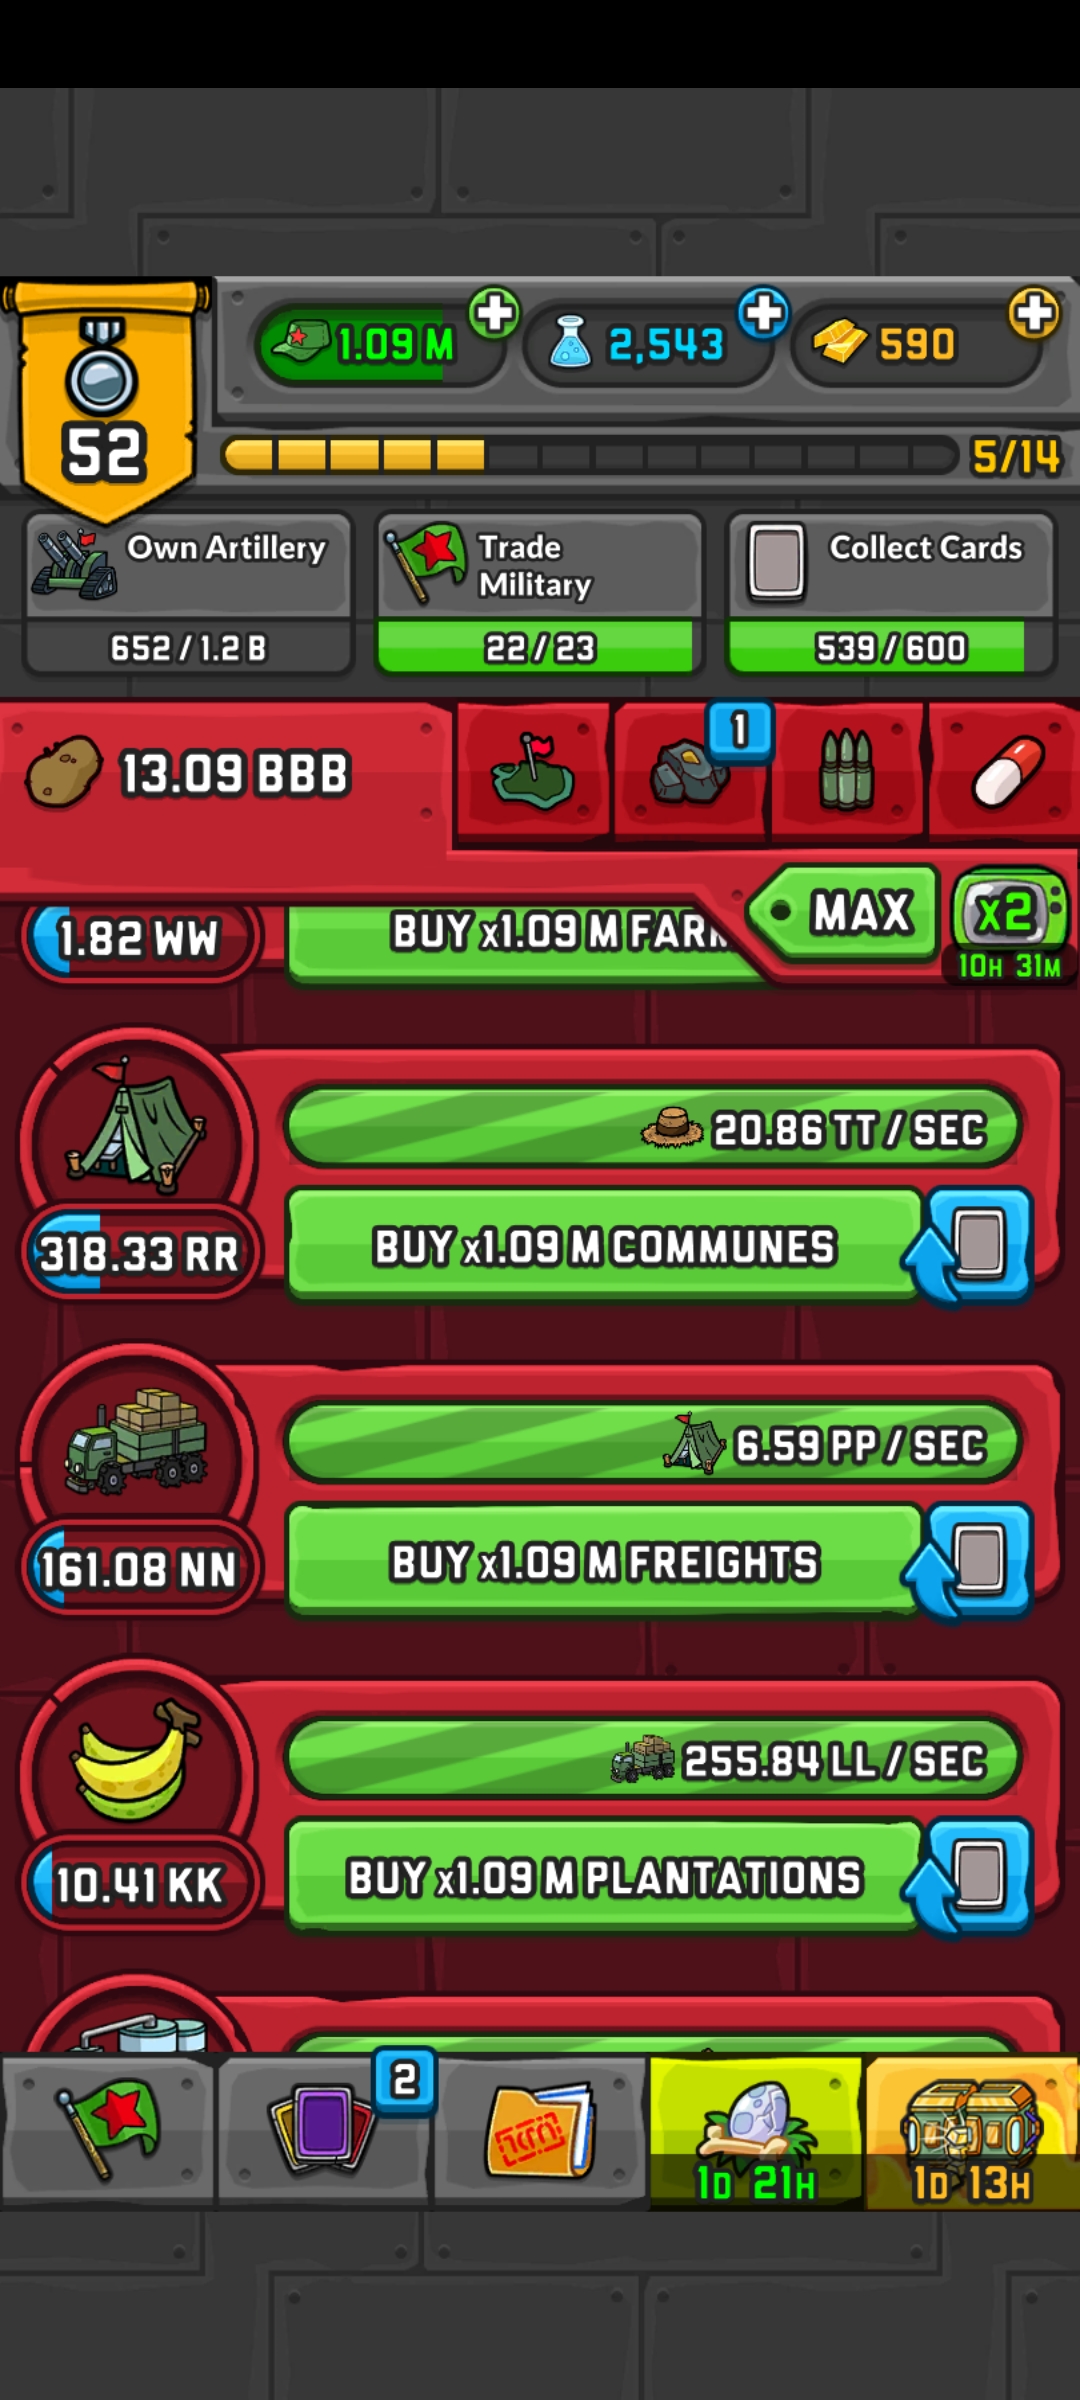 1.09 M
2,543
590
52
5/14
Own Artillery
652 / 1.2 B
Trade
Military
22 / 23
Collect Cards
539 / 600
13.09 BBB
1
MAX
x2
10H 31M
1.82 WW
BUY x1.09 M
20.86 TT / SEC
318.33 RR
BUY x1.09 M COMMUNES
6.59 PP / SEC
161.08 NN
BUY x1.09 M FREIGHTS
255.84 LL / SEC
10.41 KK
BUY x1.09 M PLANTATIONS
2
1D 21H
1D 13H